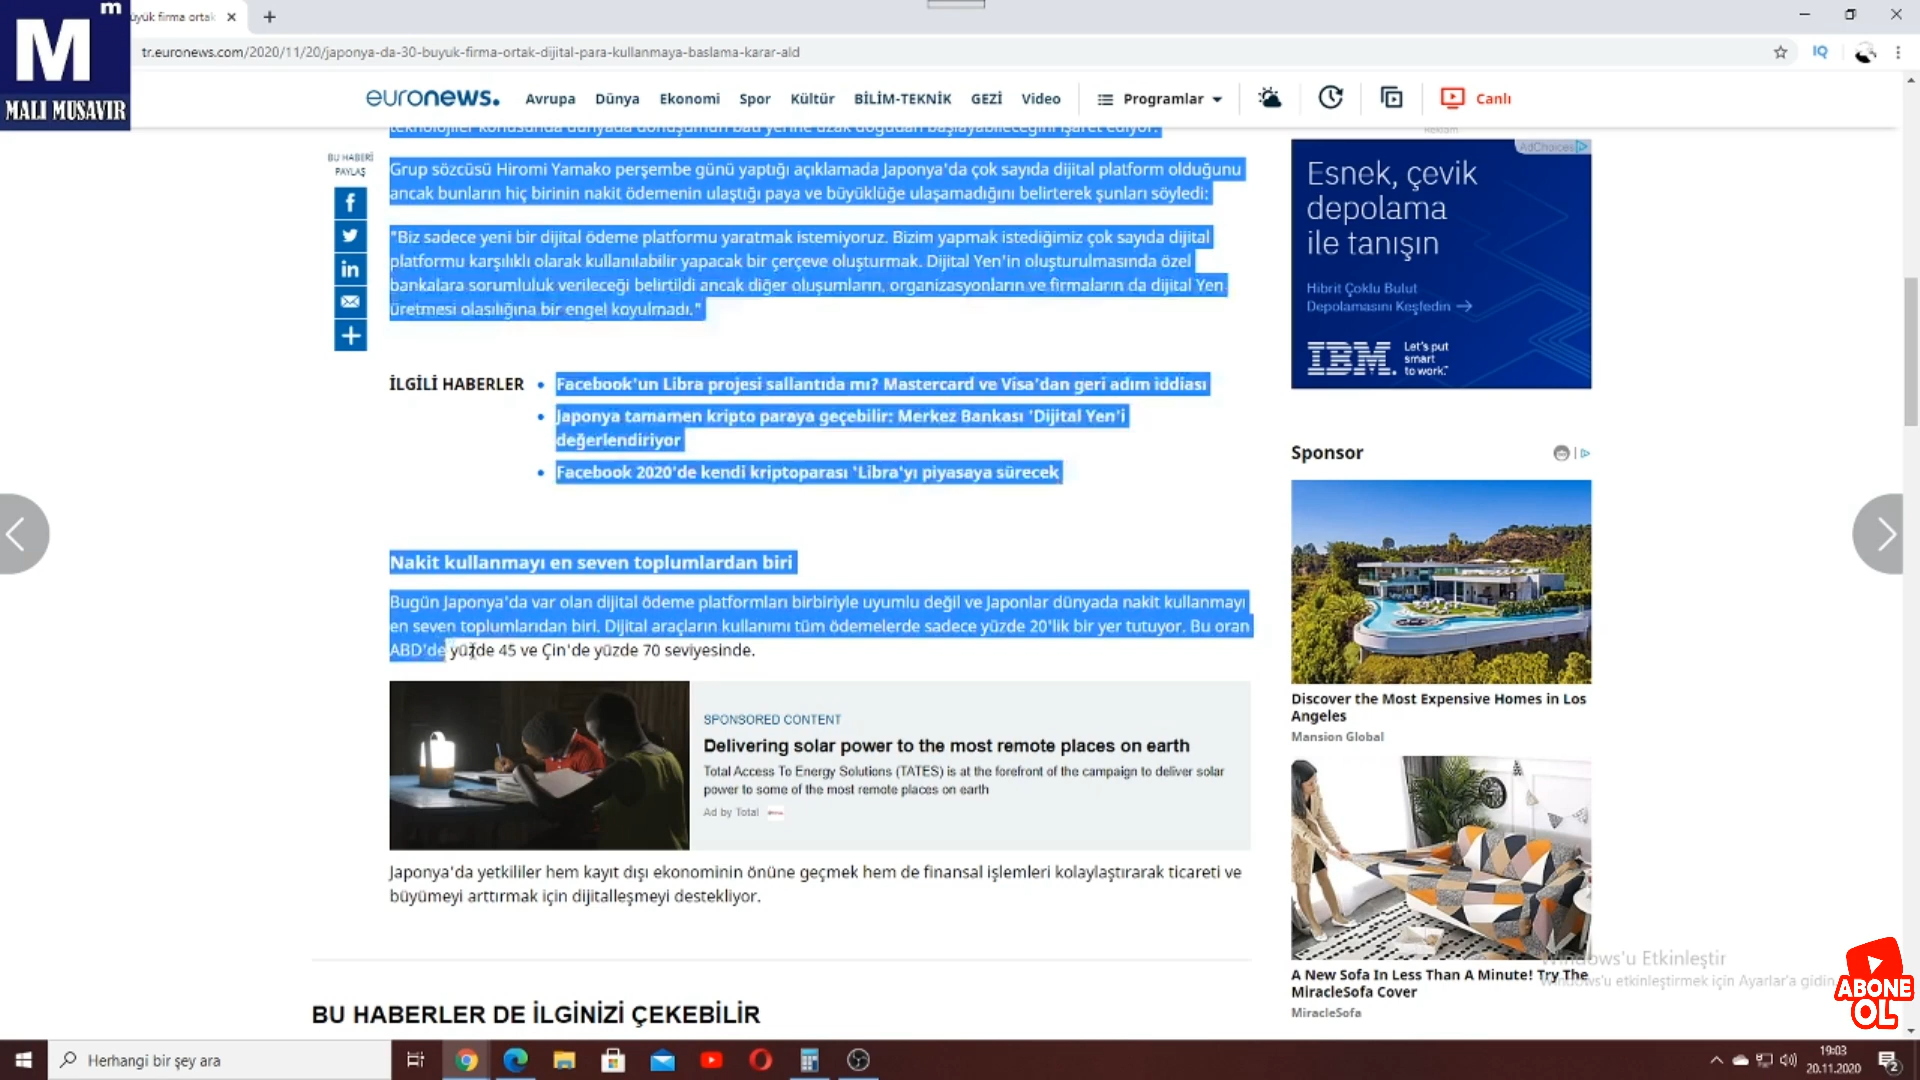 m
M
MALI MUSAVIR
üyük firma ortak
tr.euronews.com/2020/11/20/japonya-da-30-buyuk-firma-ortak-dijital-para-kullanmaya-baslama-karar-ald
IQ
euronews.
Avrupa
Dünya
Ekonomi
Spor
Kültür
BİLİM-TEKNİK
GEZİ
Video
Programlar
Canlı
teknolojiler konusunda dünyada dönüşümün batı yerine uzak doğudan başlayabileceğini işaret ediyor.
BU HABERİ
PAYLAŞ
Grup sözcüsü Hiromi Yamako perşembe günü yaptığı açıklamada Japonya'da çok sayıda dijital platform olduğunu
ancak bunların hiç birinin nakit ödemenin ulaştığı paya ve büyüklüğe ulaşamadığını belirterek şunları söyledi:
"Biz sadece yeni bir dijital ödeme platformu yaratmak istemiyoruz. Bizim yapmak istediğimiz çok sayıda dijital
platformu karşılıklı olarak kullanılabilir yapacak bir çerçeve oluşturmak. Dijital Yen'in oluşturulmasında özel
bankalara sorumluluk verileceği belirtildi ancak diğer oluşumların, organizasyonların ve firmaların da dijital Yen
üretmesi olasılığına bir engel koyulmadı."
İLGİLİ HABERLER
Facebook'un Libra projesi sallantıda mı? Mastercard ve Visa'dan geri adım iddiası
Japonya tamamen kripto paraya geçebilir: Merkez Bankası 'Dijital Yen'i
değerlendiriyor
Facebook 2020'de kendi kriptoparası 'Libra'yı piyasaya sürecek
Nakit kullanmayı en seven toplumlardan biri
Bugün Japonya'da var olan dijital ödeme platformları birbiriyle uyumlu değil ve Japonlar dünyada nakit kullanmayı
en seven toplumlarıdan biri. Dijital araçların kullanımı tüm ödemelerde sadece yüzde 20'lik bir yer tutuyor. Bu oran
ABD'de yüzde 45 ve Çin'de yüzde 70 seviyesinde.
SPONSORED CONTENT
Delivering solar power to the most remote places on earth
Total Access To Energy Solutions (TATES) is at the forefront of the campaign to deliver solar
power to some of the most remote places on earth
Ad by Total
Japonya'da yetkililer hem kayıt dışı ekonominin önüne geçmek hem de finansal işlemleri kolaylaştırarak ticareti ve
büyümeyi arttırmak için dijitalleşmeyi destekliyor.
BU HABERLER DE İLGİNİZİ ÇEKEBİLİR
Reklam
AdChoices
Esnek, çevik
depolama
ile tanışın
Hibrit Çoklu Bulut
Depolamasını Keşfedin →
IBM.
Let's put
smart
to work.
Sponsor
Discover the Most Expensive Homes in Los
Angeles
Mansion Global
A New Sofa In Less Than A Minute! Try The
MiracleSofa Cover
MiracleSofa
Windows'u Etkinleştir
Windows'u etkinleştirmek için Ayarlar'a gidin
ABONE
OL
Herhangi bir şey ara
19:03
20.11.2020
2